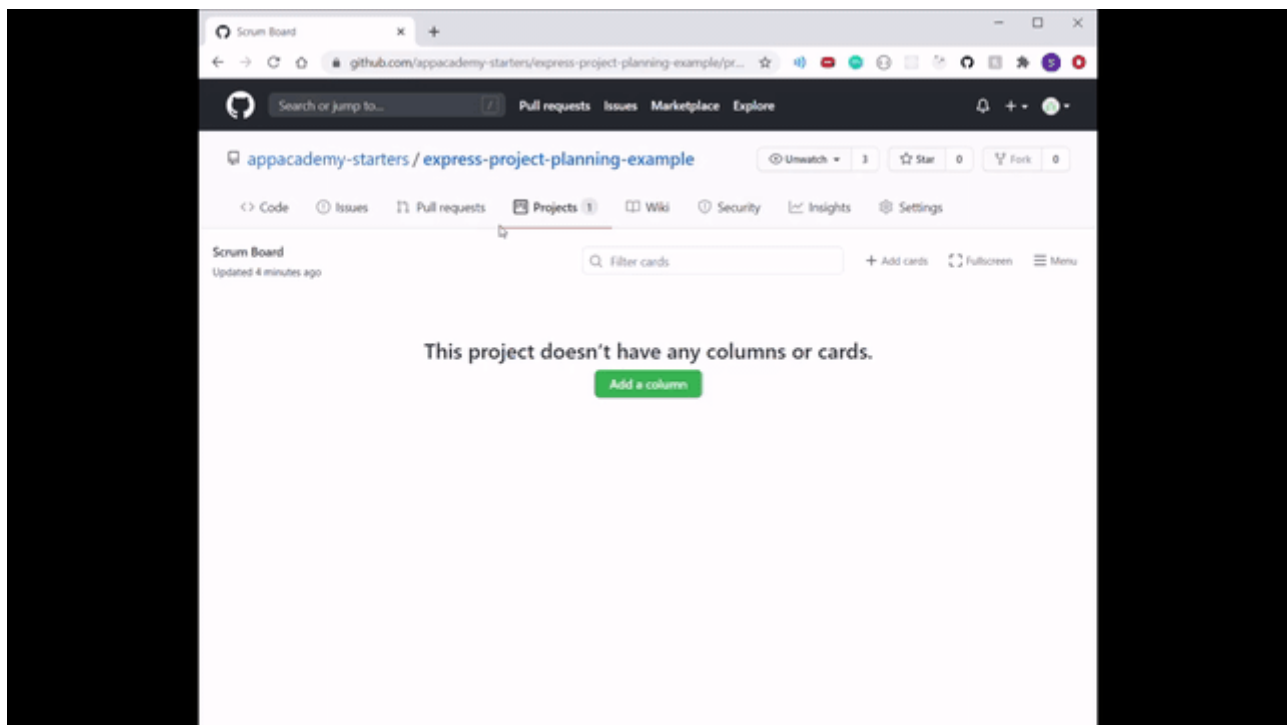 Scrum Board
github.com/appacademy-starters/express-project-planning-example/pr...
Search or jump to... /
Pull requests Issues Marketplace Explore
appacademy-starters / express-project-planning-example
Unwatch 3 Star 0 Fork 0
Code Issues Pull requests Projects 1 Wiki Security Insights Settings
Scrum Board
Updated 4 minutes ago
Filter cards
+ Add cards Fullscreen Menu
This project doesn't have any columns or cards.
Add a column